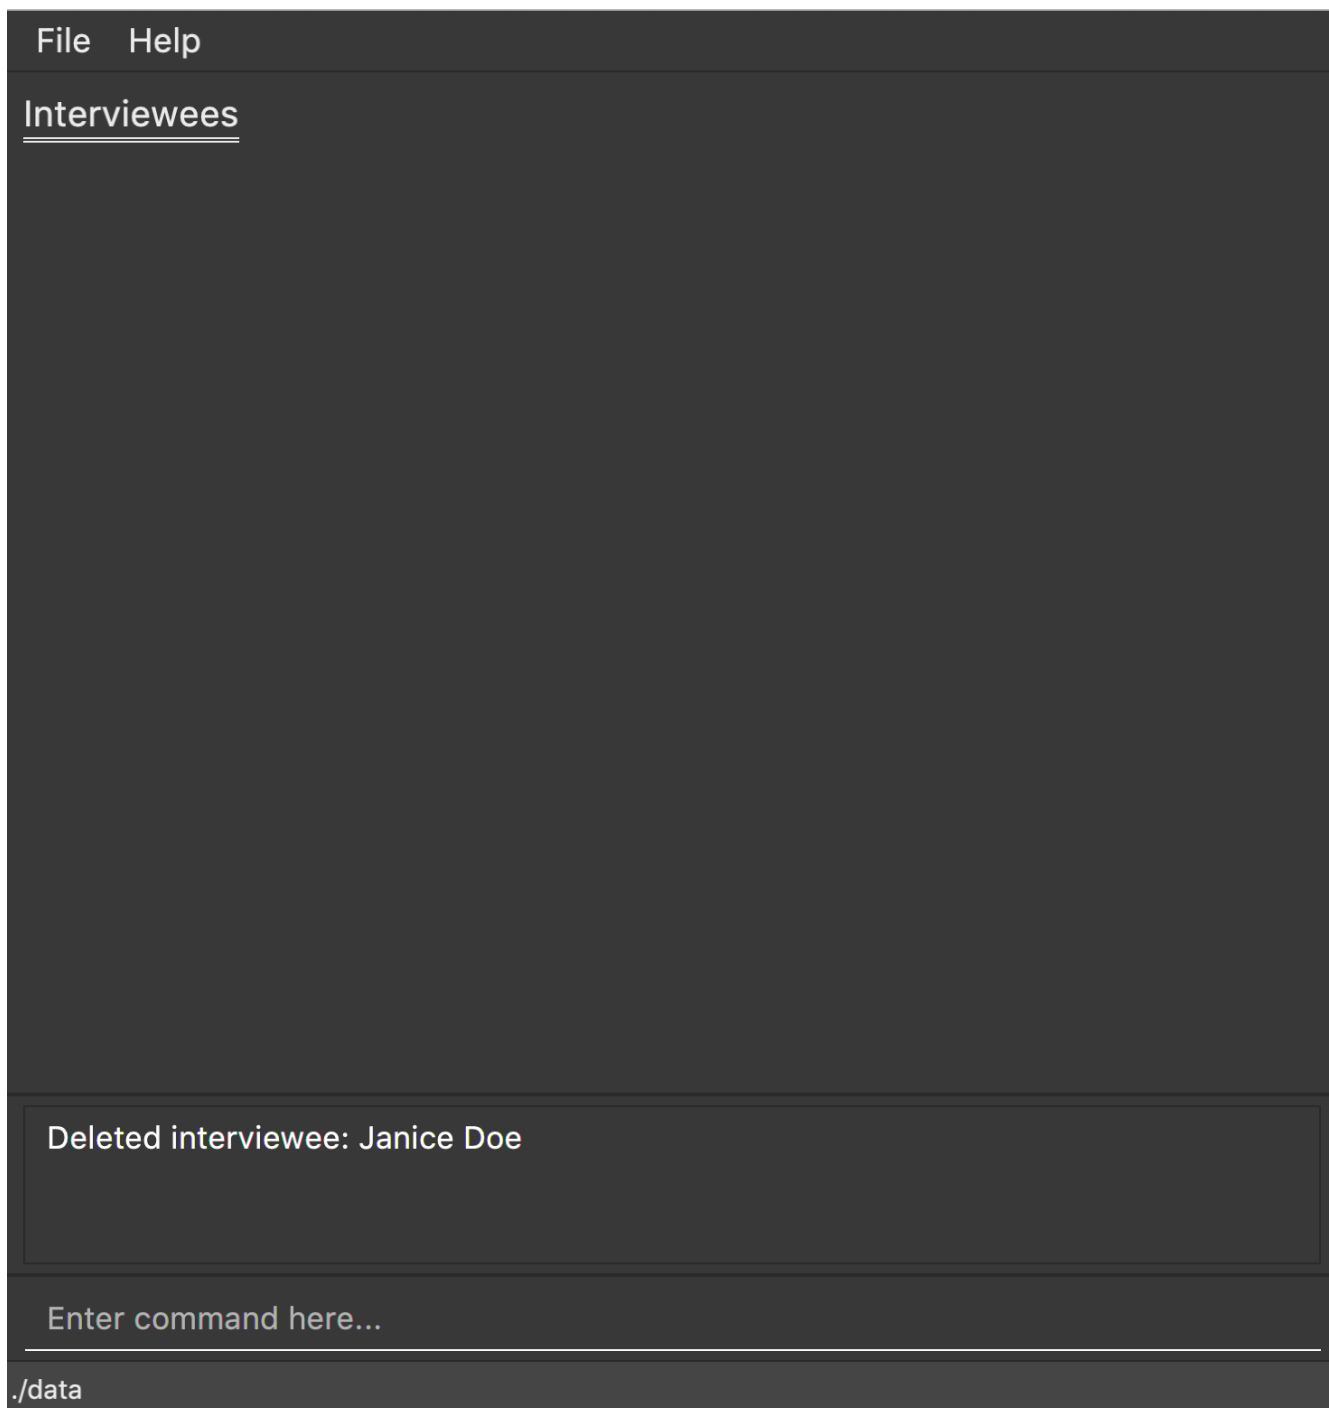 File Help
Interviewees
Deleted interviewee: Janice Doe
Enter command here...
./data